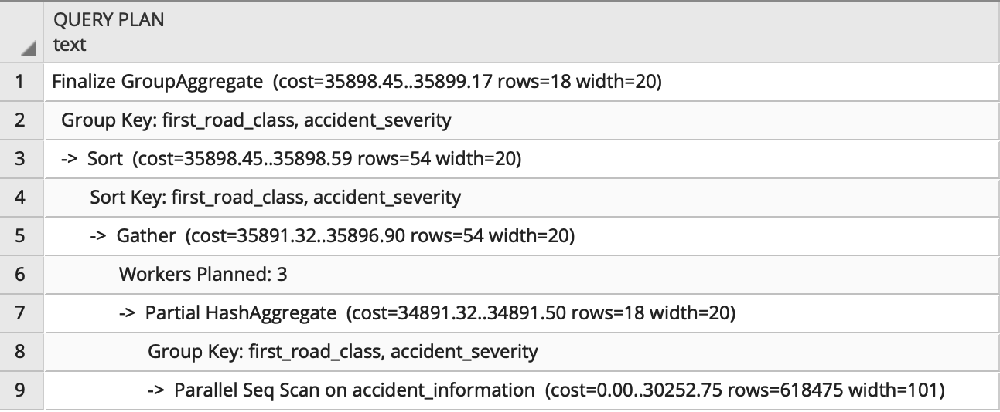 QUERY PLAN
text
1 Finalize GroupAggregate (cost=35898.45..35899.17 rows=18 width=20)
2 Group Key: first_road_class, accident_severity
3 -> Sort (cost=35898.45..35898.59 rows=54 width=20)
4 Sort Key: first_road_class, accident_severity
5 -> Gather (cost=35891.32..35896.90 rows=54 width=20)
6 Workers Planned: 3
7 -> Partial HashAggregate (cost=34891.32..34891.50 rows=18 width=20)
8 Group Key: first_road_class, accident_severity
9 -> Parallel Seq Scan on accident_information (cost=0.00..30252.75 rows=618475 width=101)